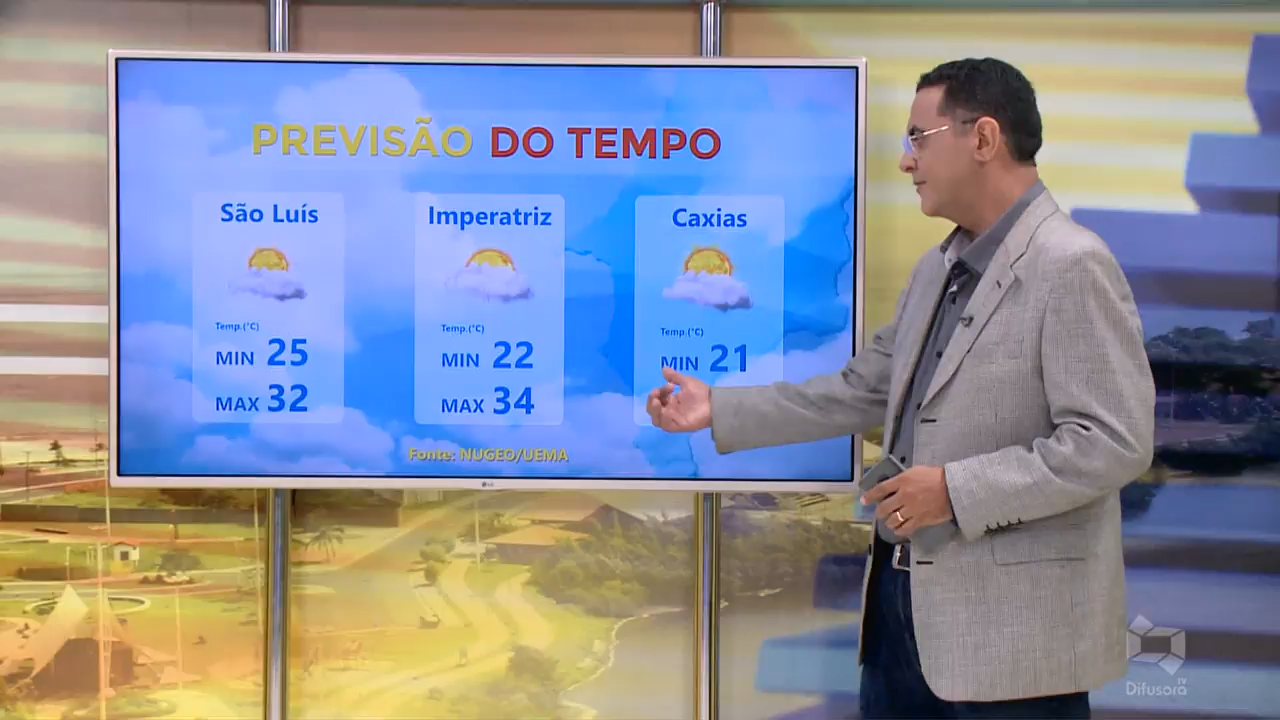 PREVISÃO DO TEMPO
São Luís
Temp.(°C)
MIN 25
MAX 32
Imperatriz
Temp.(°C)
MIN 22
MAX 34
Caxias
Temp.(°C)
MIN 21
Fonte: NUGEO/UEMA
LG
TV
Difusora